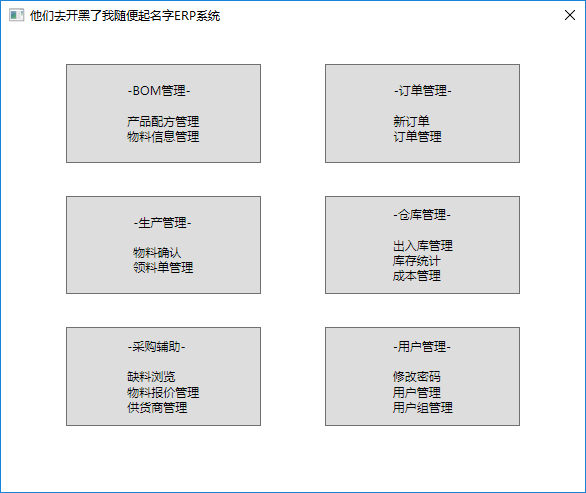 他们去开黑了我随便起名字ERP系统
-BOM管理-
产品配方管理
物料信息管理
-订单管理-
新订单
订单管理
-生产管理-
物料确认
领料单管理
-仓库管理-
出入库管理
库存统计
成本管理
-采购辅助-
缺料浏览
物料报价管理
供货商管理
-用户管理-
修改密码
用户管理
用户组管理